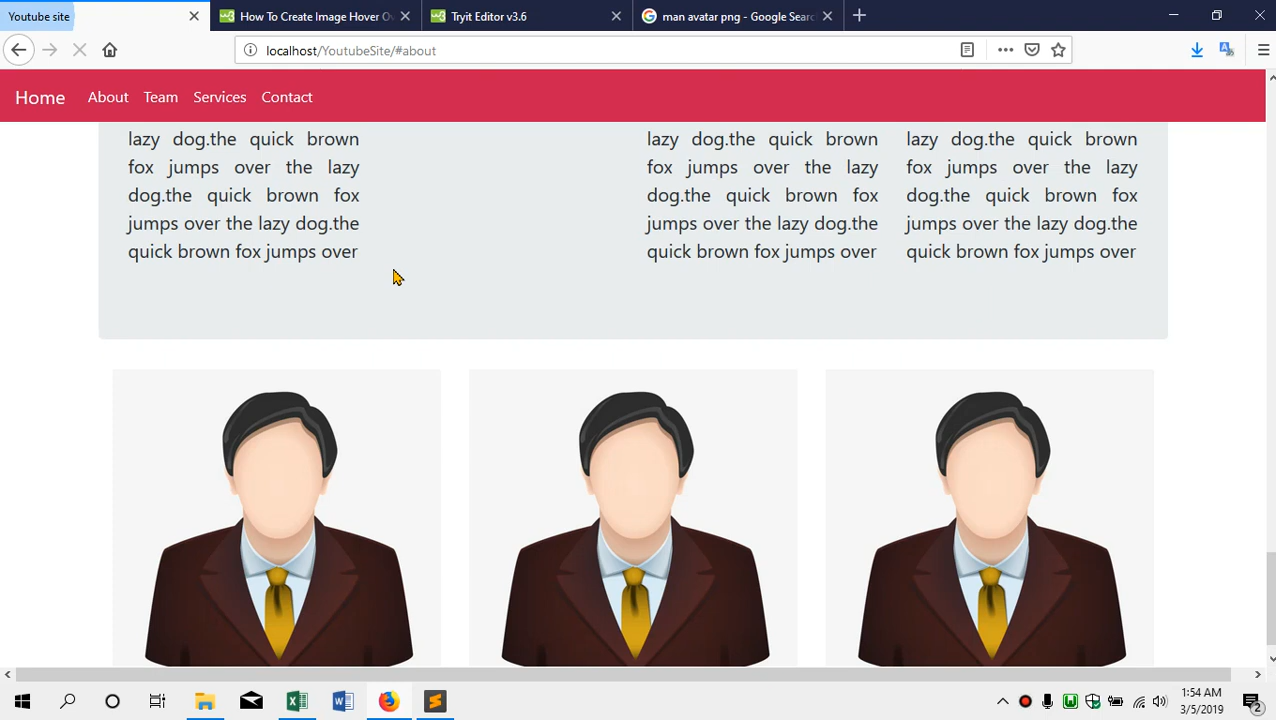 Youtube site
How To Create Image Hover Ov
Tryit Editor v3.6
man avatar png - Google Searc
localhost/YoutubeSite/#about
Home About Team Services Contact
lazy dog.the quick brown
fox jumps over the lazy
dog.the quick brown fox
jumps over the lazy dog.the
quick brown fox jumps over
lazy dog.the quick brown
fox jumps over the lazy
dog.the quick brown fox
jumps over the lazy dog.the
quick brown fox jumps over
lazy dog.the quick brown
fox jumps over the lazy
dog.the quick brown fox
jumps over the lazy dog.the
quick brown fox jumps over
1:54 AM
3/5/2019
2